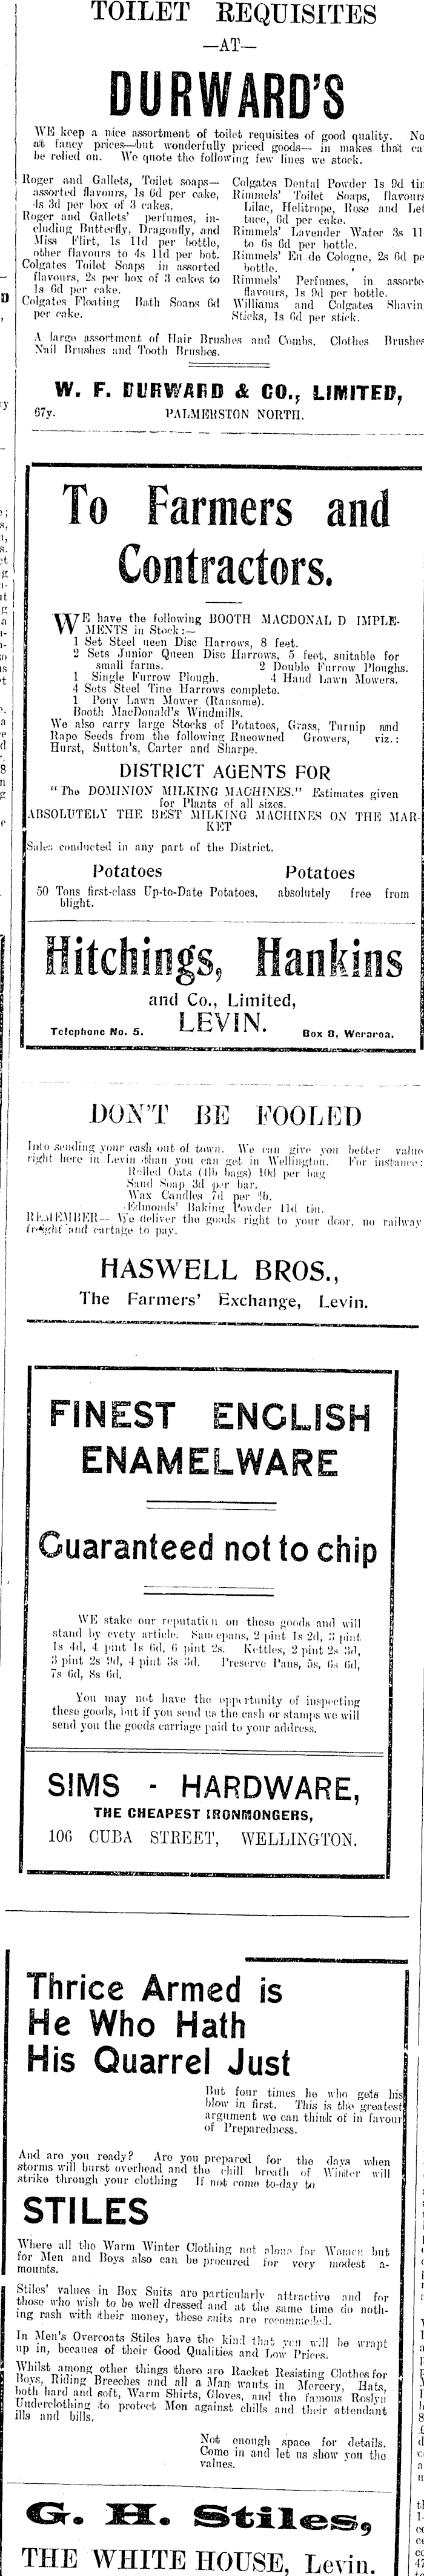 TOILET REQUISITES
—AT—
DURWARD'S
WE keep a nice assortment of toilet requisites of good quality. No
at fancy prices—but wonderfully priced goods— in makes that ca
be relied on. We quote the following few lines we stock.
Roger and Gallets, Toilet soaps—
assorted flavours, 1s 6d per cake,
4s 3d per box of 3 cakes.
Roger and Gallets' perfumes, in-
cluding Butterfly, Dragonfly, and
Miss Flirt, 1s 11d per bottle,
other flavours to 4s 11d per bot.
Colgates Toilet Soaps in assorted
flavours, 2s per box of 3 cakes to
1s 6d per cake.
Colgates Floating Bath Soaps 6d
per cake.
Colgates Dental Powder 1s 9d tin
Rimmels' Toilet Soaps, flavours
Lilac, Helitrope, Rose and Let
tuce, 6d per cake.
Rimmels' Lavender Water 3s 11
to 6s 6d per bottle.
Rimmels' Eu de Cologne, 2s 6d pe
bottle.
Rimmels' Perfumes, in assorte
flavours, 1s 9d per bottle.
Williams and Colgates Shavin
Sticks, 1s 6d per stick.
A large assortment of Hair Brushes and Combs, Clothes Brushes
Nail Brushes and Tooth Brushes.
W. F. DURWARD & CO., LIMITED,
67y. PALMERSTON NORTH.
To Farmers and
Contractors.
WE have the following BOOTH MACDONAL D IMPLE-
MENTS in Stock:—
1 Set Steel ueen Disc Harrows, 8 feet.
2 Sets Junior Queen Disc Harrows, 5 feet, suitable for
small farms. 2 Double Furrow Ploughs.
1 Single Furrow Plough. 4 Hand Lawn Mowers.
4 Sets Steel Tine Harrows complete.
1 Pony Lawn Mower (Ransome).
Booth MacDonald's Windmills.
We also carry large Stocks of Potatoes, Grass, Turnip and
Rape Seeds from the following Rneowned Growers, viz.:
Hurst, Sutton's, Carter and Sharpe.
DISTRICT AGENTS FOR
"The DOMINION MILKING MACHINES." Estimates given
for Plants of all sizes.
ABSOLUTELY THE BEST MILKING MACHINES ON THE MAR-
KET
Sales conducted in any part of the District.
Potatoes Potatoes
50 Tons first-class Up-to-Date Potatoes, absolutely free from
blight.
Hitchings, Hankins
and Co., Limited,
Telephone No. 5. LEVIN. Box 8, Weraroa.
DON'T BE FOOLED
Into sending your cash out of town. We can give you better value
right here in Levin than you can get in Wellington. For instance:
Rolled Oats (4lb bags) 10d per bag
Sand Soap 3d per bar.
Wax Candles 7d per lb.
Edmonds' Baking Powder 11d tin.
REMEMBER— We deliver the goods right to your door, no railway
freight and cartage to pay.
HASWELL BROS.,
The Farmers' Exchange, Levin.
FINEST ENGLISH
ENAMELWARE
Guaranteed not to chip
WE stake our reputation on these goods and will
stand by evety article. Saucepans, 2 pint 1s 2d, 3 pint
1s 4d, 4 pint 1s 6d, 6 pint 2s. Kettles, 2 pint 2s 3d,
3 pint 2s 9d, 4 pint 3s 3d. Preserve Pans, 5s, 6s 6d,
7s 6d, 8s 6d.
You may not have the opportunity of inspecting
these goods, but if you send us the cash or stamps we will
send you the goods carriage paid to your address.
SIMS - HARDWARE,
THE CHEAPEST IRONMONGERS,
106 CUBA STREET, WELLINGTON.
Thrice Armed is
He Who Hath
His Quarrel Just
But four times he who gets his
blow in first. This is the greatest
argument we can think of in favour
of Preparedness.
And are you ready? Are you prepared for the days when
storms will burst overhead and the chill breath of Winter will
strike through your clothing If not come to-day to
STILES
Where all the Warm Winter Clothing not alone for Women but
for Men and Boys also can be procured for very modest a-
mounts.
Stiles' values in Box Suits are particularly attractive and for
those who wish to be well dressed and at the same time do noth-
ing rash with their money, these suits are recommended.
In Men's Overcoats Stiles have the kind that you will be wrapt
up in, becaues of their Good Qualities and Low Prices.
Whilst among other things there are Racket Resisting Clothes for
Boys, Riding Breeches and all a Man wants in Mercery, Hats,
both hard and soft, Warm Shirts, Gloves, and the famous Roslyn
Underclothing to protect Men against chills and their attendant
ills and bills.
Not enough space for details.
Come in and let us show you the
values.
G. H. Stiles,
THE WHITE HOUSE, Levin.